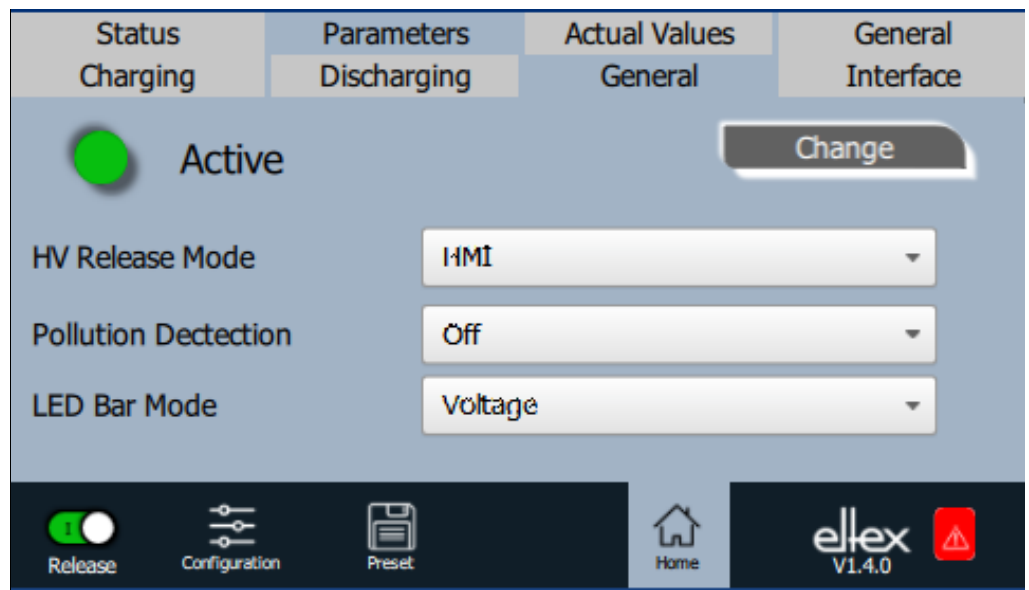 Status Parameters Actual Values General
Charging Discharging General Interface
Active Change
HV Release Mode HMI
Pollution Dectection Off
LED Bar Mode Voltage
I
Release Configuration Preset Home eltex
V1.4.0